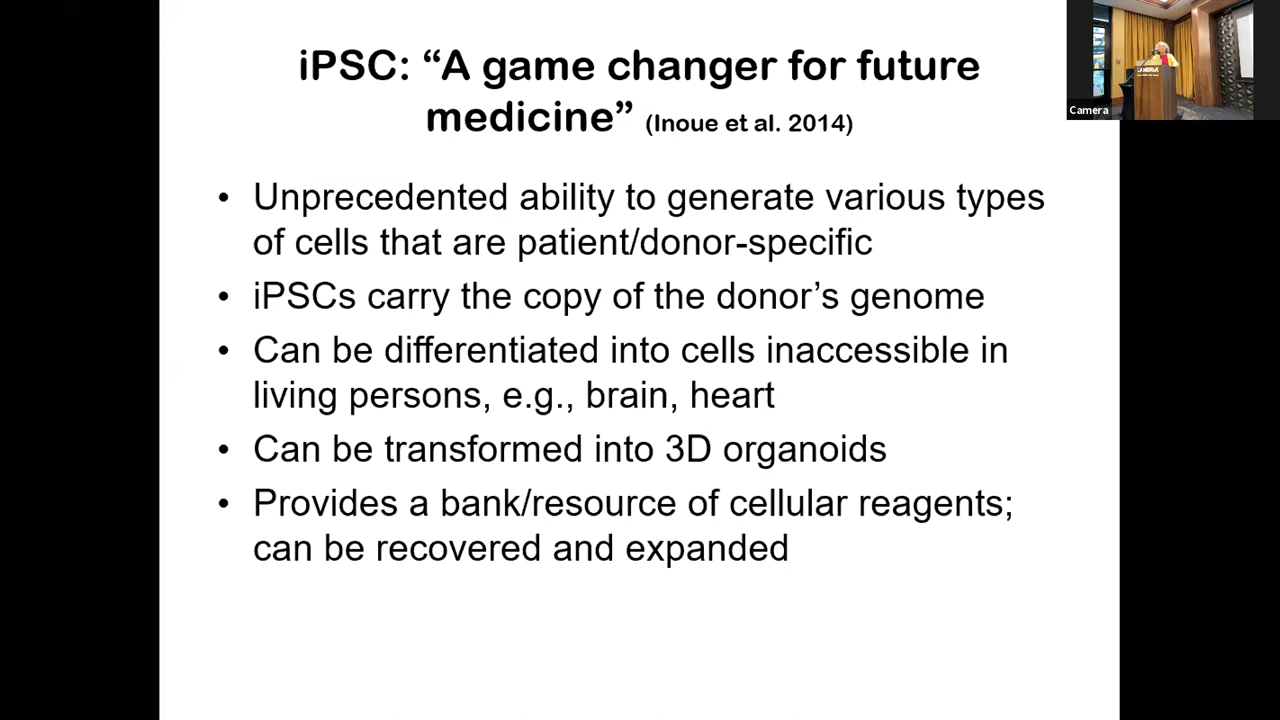 iPSC: “A game changer for future
medicine” (Inoue et al. 2014)
• Unprecedented ability to generate various types
of cells that are patient/donor-specific
• iPSCs carry the copy of the donor’s genome
• Can be differentiated into cells inaccessible in
living persons, e.g., brain, heart
• Can be transformed into 3D organoids
• Provides a bank/resource of cellular reagents;
can be recovered and expanded
Camera